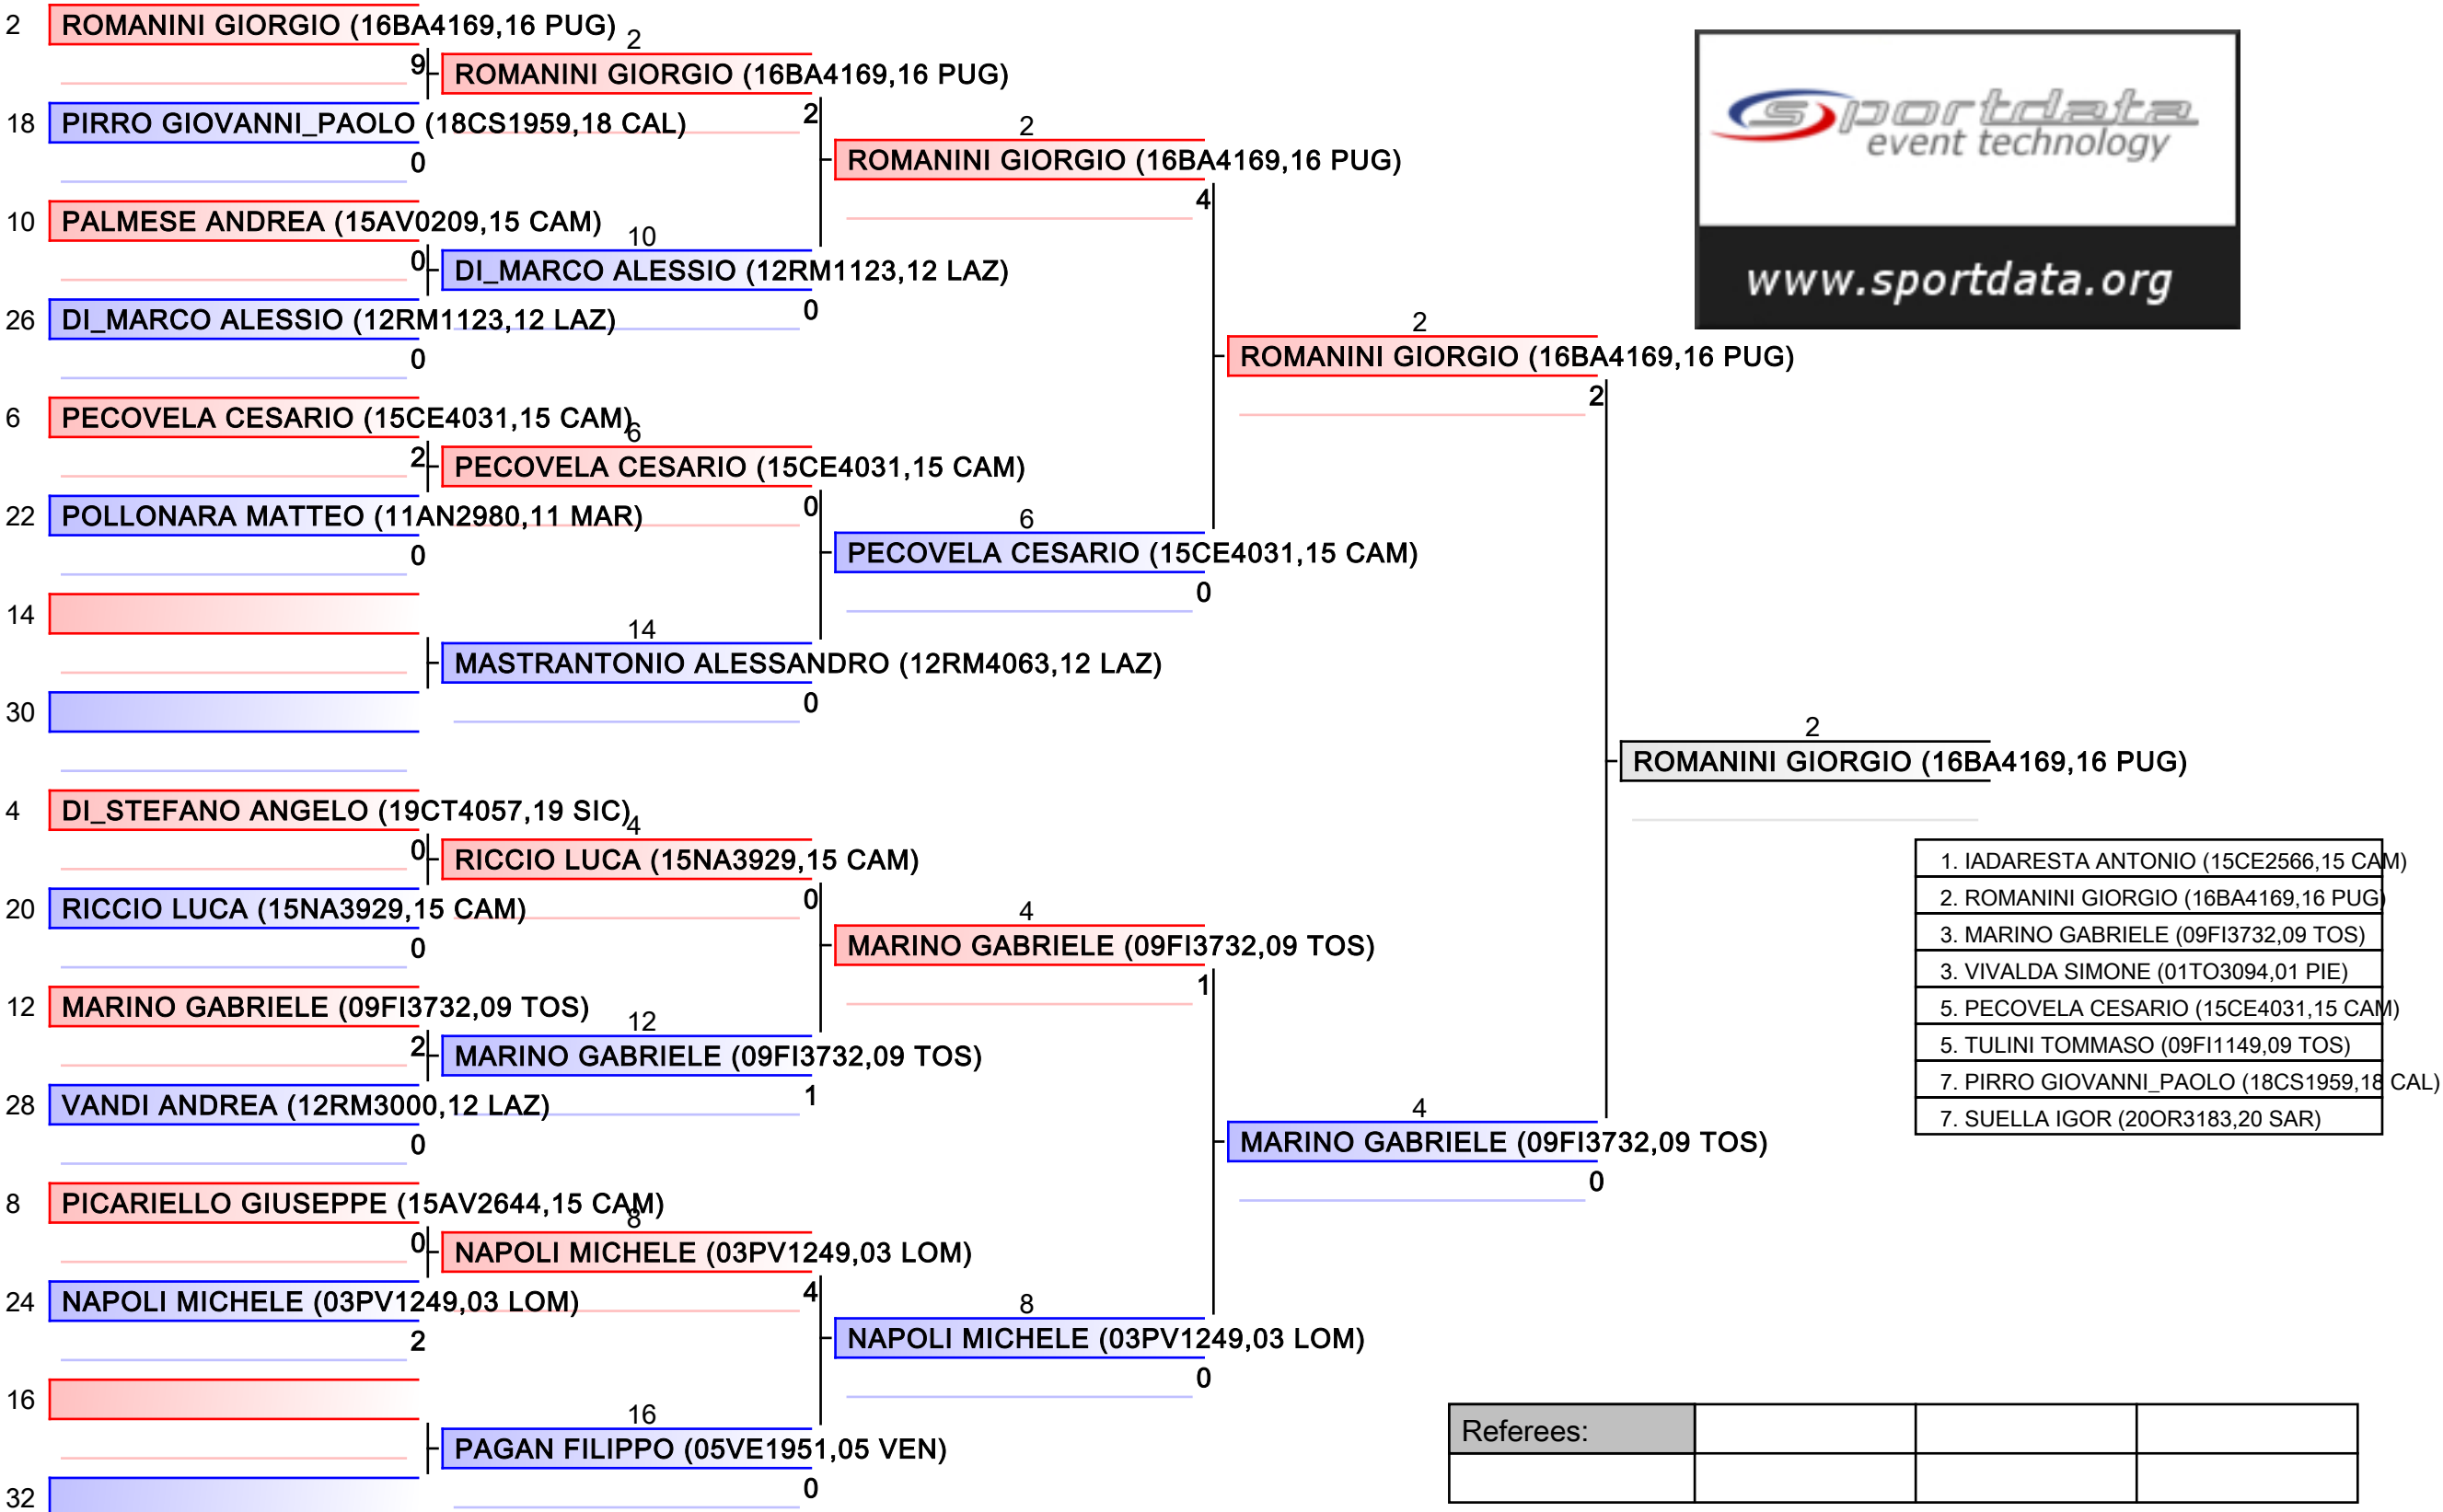 2 ROMANINI GIORGIO (16BA4169,16 PUG)
2
9 ROMANINI GIORGIO (16BA4169,16 PUG)
2
18 PIRRO GIOVANNI_PAOLO (18CS1959,18 CAL)
0
2
ROMANINI GIORGIO (16BA4169,16 PUG)
4
10 PALMESE ANDREA (15AV0209,15 CAM)
10
0 DI_MARCO ALESSIO (12RM1123,12 LAZ)
0
26 DI_MARCO ALESSIO (12RM1123,12 LAZ)
0
2
ROMANINI GIORGIO (16BA4169,16 PUG)
2
6 PECOVELA CESARIO (15CE4031,15 CAM)
6
2 PECOVELA CESARIO (15CE4031,15 CAM)
0
22 POLLONARA MATTEO (11AN2980,11 MAR)
0
6
PECOVELA CESARIO (15CE4031,15 CAM)
0
14
14
MASTRANTONIO ALESSANDRO (12RM4063,12 LAZ)
0
30
2
ROMANINI GIORGIO (16BA4169,16 PUG)
4 DI_STEFANO ANGELO (19CT4057,19 SIC)
4
0 RICCIO LUCA (15NA3929,15 CAM)
0
20 RICCIO LUCA (15NA3929,15 CAM)
0
4
MARINO GABRIELE (09FI3732,09 TOS)
1
12 MARINO GABRIELE (09FI3732,09 TOS)
12
2 MARINO GABRIELE (09FI3732,09 TOS)
1
28 VANDI ANDREA (12RM3000,12 LAZ)
0
4
MARINO GABRIELE (09FI3732,09 TOS)
0
8 PICARIELLO GIUSEPPE (15AV2644,15 CAM)
8
0 NAPOLI MICHELE (03PV1249,03 LOM)
4
24 NAPOLI MICHELE (03PV1249,03 LOM)
2
8
NAPOLI MICHELE (03PV1249,03 LOM)
0
16
16
PAGAN FILIPPO (05VE1951,05 VEN)
0
32
sportdata
event technology
www.sportdata.org
1. IADARESTA ANTONIO (15CE2566,15 CAM)
2. ROMANINI GIORGIO (16BA4169,16 PUG)
3. MARINO GABRIELE (09FI3732,09 TOS)
3. VIVALDA SIMONE (01TO3094,01 PIE)
5. PECOVELA CESARIO (15CE4031,15 CAM)
5. TULINI TOMMASO (09FI1149,09 TOS)
7. PIRRO GIOVANNI_PAOLO (18CS1959,18 CAL)
7. SUELLA IGOR (20OR3183,20 SAR)
Referees: